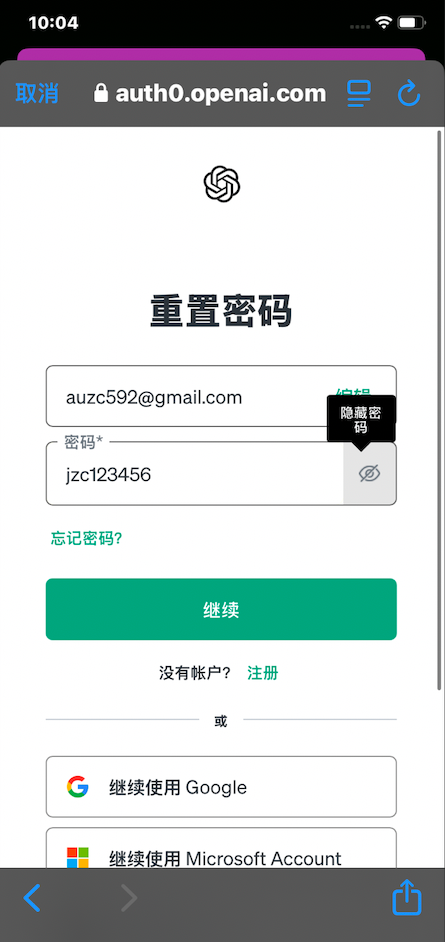 10:04
取消
auth0.openai.com
重置密码
auzc592@gmail.com
编辑
隐藏密
码
密码*
jzc123456
忘记密码?
继续
没有帐户? 注册
或
继续使用 Google
继续使用 Microsoft Account